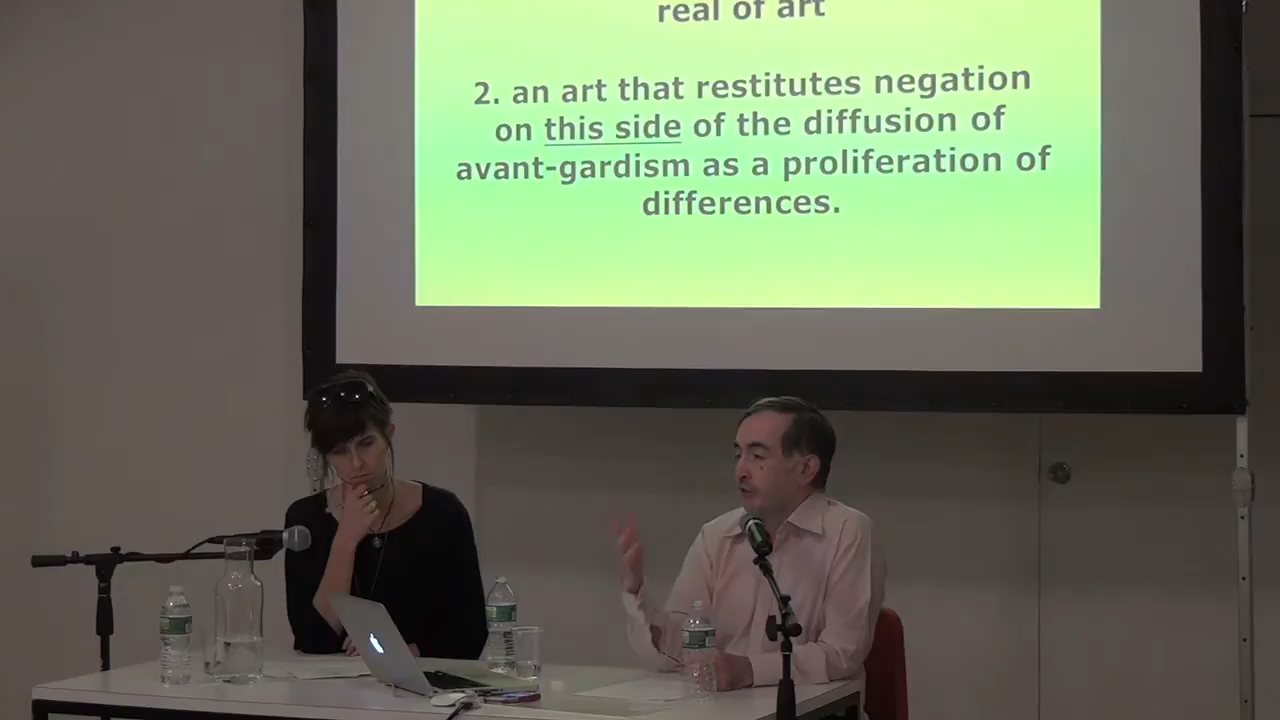 real of art
2. an art that restitutes negation
on this side of the diffusion of
avant-gardism as a proliferation of
differences.